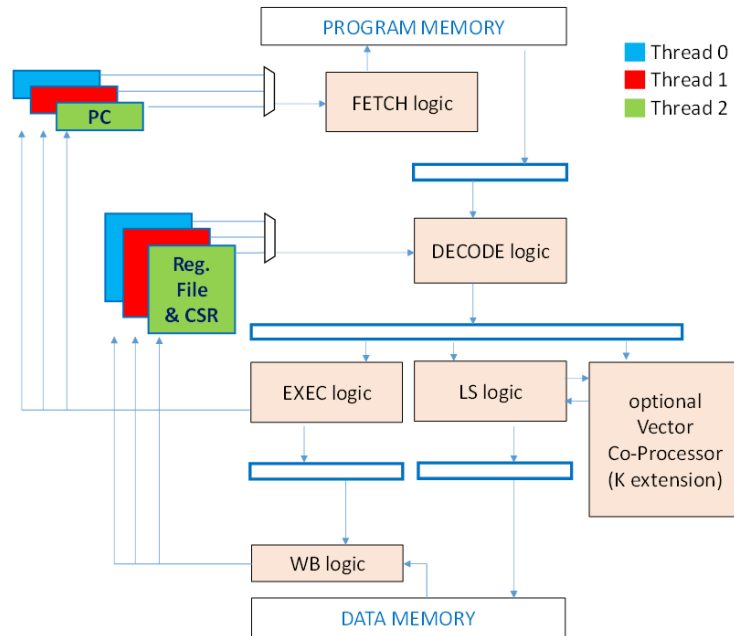 PROGRAM MEMORY
Thread 0
Thread 1
Thread 2
PC
FETCH logic
DECODE logic
Reg.
File
& CSR
EXEC logic
LS logic
optional
Vector
Co-Processor
(K extension)
WB logic
DATA MEMORY